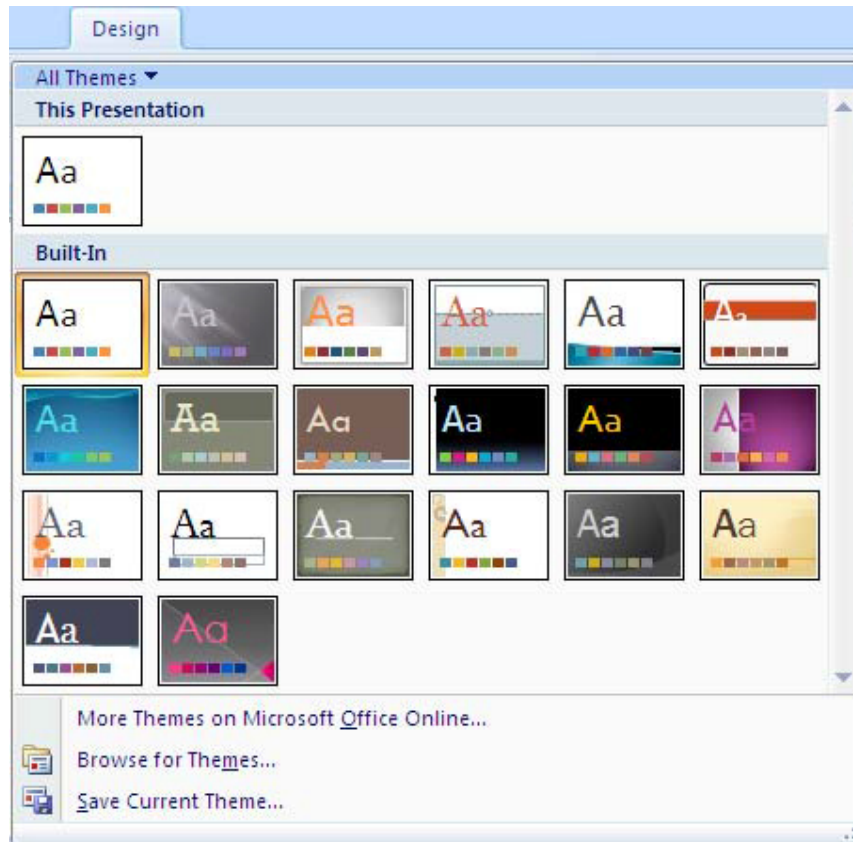 Design
All Themes
This Presentation
Aa
Built-In
Aa Aa Aa Aa Aa Aa
Aa Aa Aa Aa Aa Aa
Aa Aa Aa Aa Aa Aa
Aa Aa
More Themes on Microsoft Office Online...
Browse for Themes...
Save Current Theme...